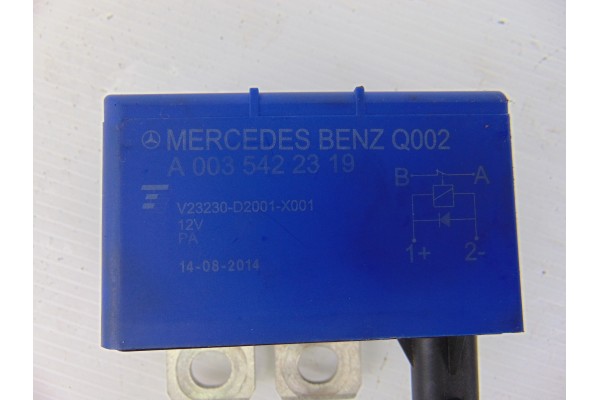 MERCEDES BENZ Q002
A 003 542 23 19
V23230-D2001-X001
12V
PA
14-08-2014
B A
1+ 2-